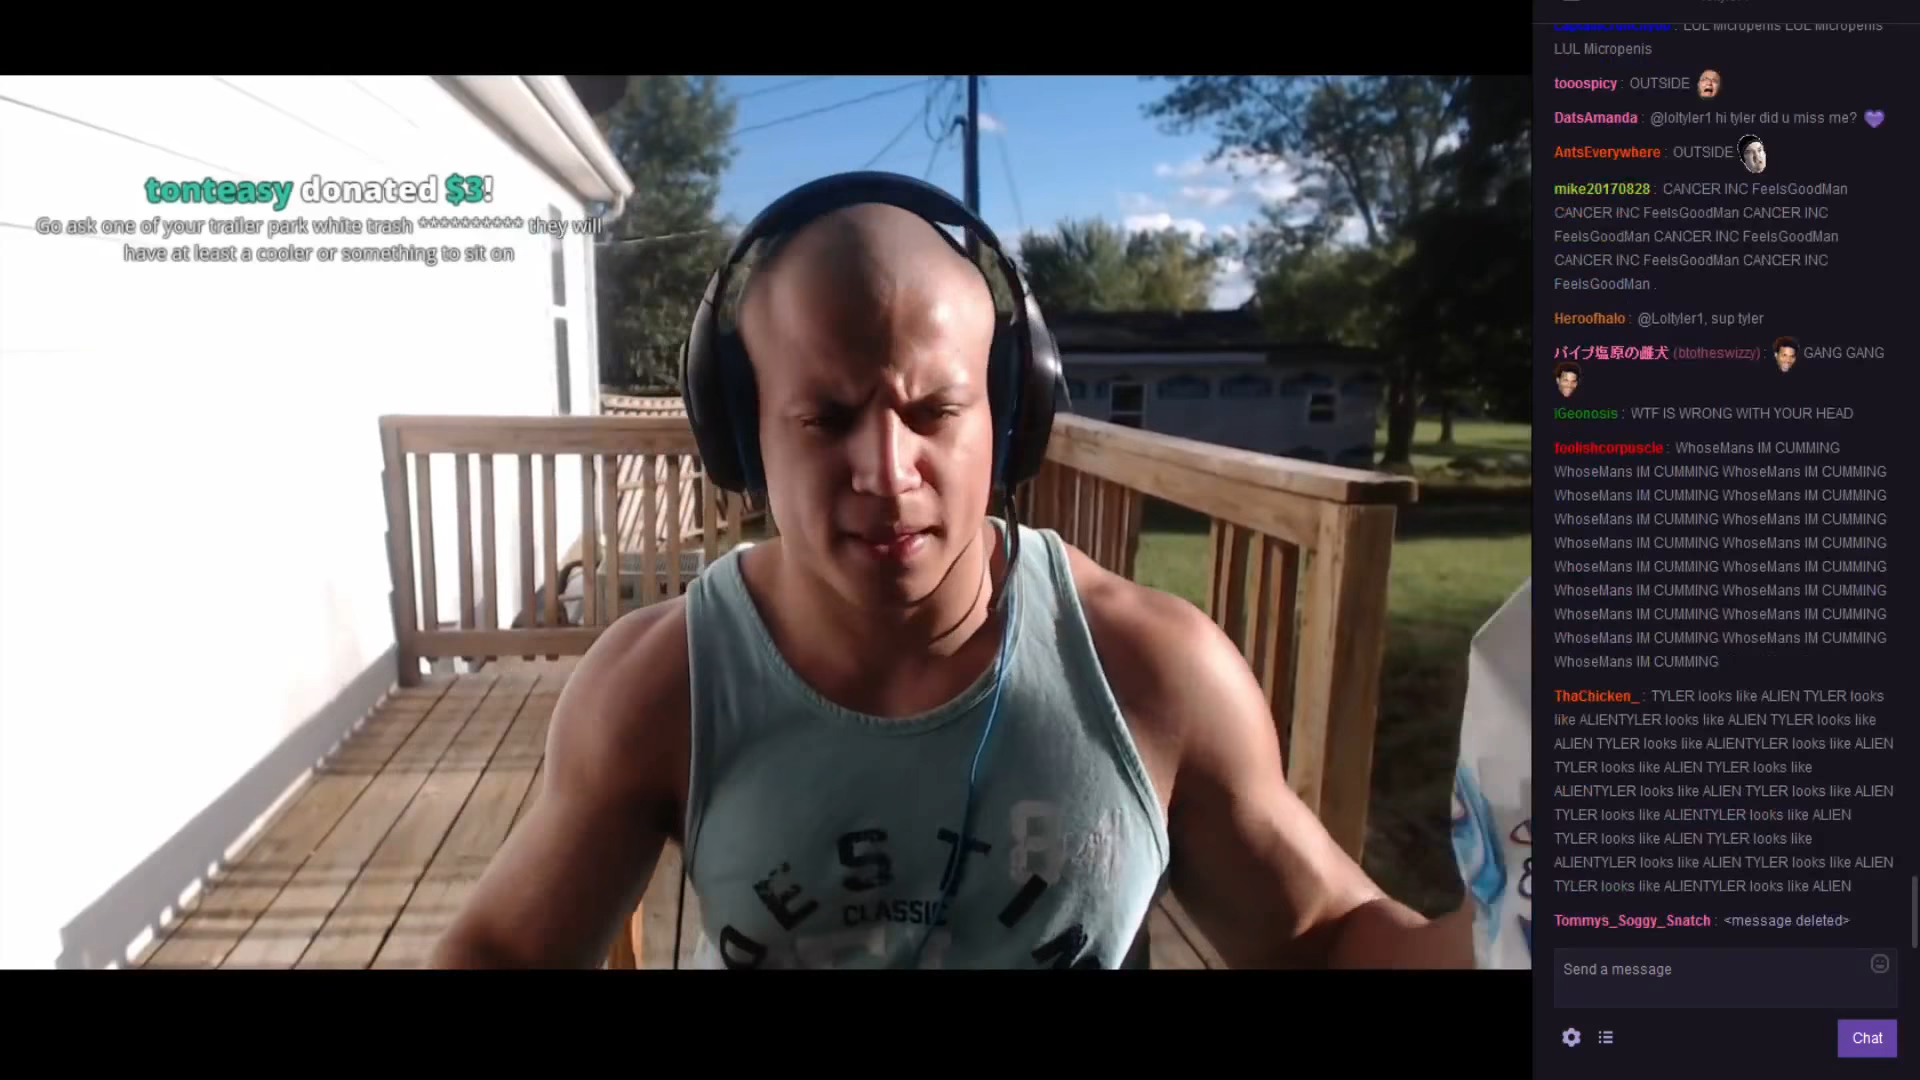 tonteasy donated $3!
Go ask one of your trailer park white trash ********** they will
have at least a cooler or something to sit on
DESTIN
CLASSIC
84
LUL Micropenis LUL Micropenis
LUL Micropenis
tooospicy : OUTSIDE
DatsAmanda : @loltyler1 hi tyler did u miss me?
AntsEverywhere : OUTSIDE
mike20170828 : CANCER INC FeelsGoodMan
CANCER INC FeelsGoodMan CANCER INC
FeelsGoodMan CANCER INC FeelsGoodMan
CANCER INC FeelsGoodMan CANCER INC
FeelsGoodMan .
Heroofhalo : @Loltyler1, sup tyler
バイブ塩原の雌犬 (btotheswizzy) : GANG GANG
iGeonosis : WTF IS WRONG WITH YOUR HEAD
foolishcorpuscle : WhoseMans IM CUMMING
WhoseMans IM CUMMING WhoseMans IM CUMMING
WhoseMans IM CUMMING WhoseMans IM CUMMING
WhoseMans IM CUMMING WhoseMans IM CUMMING
WhoseMans IM CUMMING WhoseMans IM CUMMING
WhoseMans IM CUMMING WhoseMans IM CUMMING
WhoseMans IM CUMMING WhoseMans IM CUMMING
WhoseMans IM CUMMING WhoseMans IM CUMMING
WhoseMans IM CUMMING WhoseMans IM CUMMING
WhoseMans IM CUMMING
ThaChicken_ : TYLER looks like ALIEN TYLER looks
like ALIENTYLER looks like ALIEN TYLER looks like
ALIEN TYLER looks like ALIENTYLER looks like ALIEN
TYLER looks like ALIEN TYLER looks like
ALIENTYLER looks like ALIEN TYLER looks like ALIEN
TYLER looks like ALIENTYLER looks like ALIEN
TYLER looks like ALIEN TYLER looks like
ALIENTYLER looks like ALIEN TYLER looks like ALIEN
TYLER looks like ALIENTYLER looks like ALIEN
Tommys_Soggy_Snatch : <message deleted>
Send a message
Chat